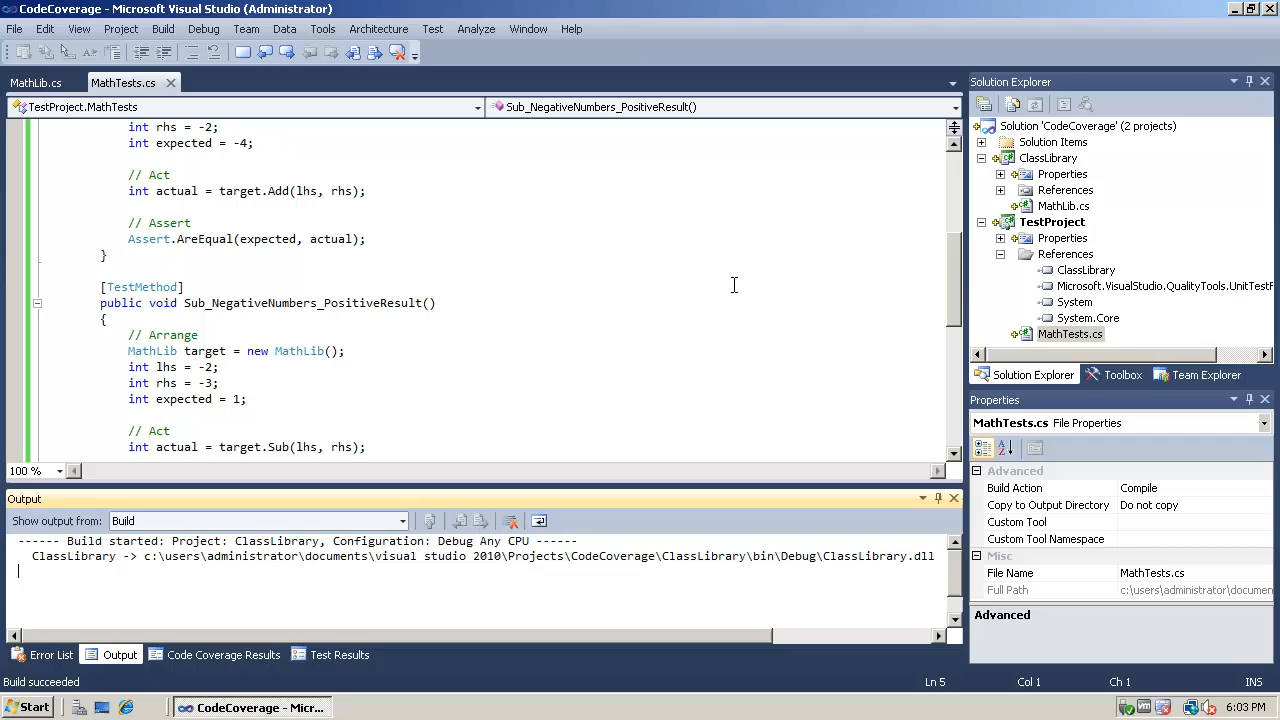 CodeCoverage - Microsoft Visual Studio (Administrator)
File Edit View Project Build Debug Team Data Tools Architecture Test Analyze Window Help
MathLib.cs MathTests.cs
TestProject.MathTests Sub_NegativeNumbers_PositiveResult()
int rhs = -2;
int expected = -4;
// Act
int actual = target.Add(lhs, rhs);
// Assert
Assert.AreEqual(expected, actual);
}
[TestMethod]
public void Sub_NegativeNumbers_PositiveResult()
{
// Arrange
MathLib target = new MathLib();
int lhs = -2;
int rhs = -3;
int expected = 1;
// Act
int actual = target.Sub(lhs, rhs);
100 %
Output
Show output from: Build
------ Build started: Project: ClassLibrary, Configuration: Debug Any CPU ------
ClassLibrary -> c:\users\administrator\documents\visual studio 2010\Projects\CodeCoverage\ClassLibrary\bin\Debug\ClassLibrary.dll
Error List Output Code Coverage Results Test Results
Solution Explorer
Solution 'CodeCoverage' (2 projects)
Solution Items
ClassLibrary
Properties
References
MathLib.cs
TestProject
Properties
References
ClassLibrary
Microsoft.VisualStudio.QualityTools.UnitTestF
System
System.Core
MathTests.cs
Solution Explorer Toolbox Team Explorer
Properties
MathTests.cs File Properties
Advanced
Build Action Compile
Copy to Output Directory Do not copy
Custom Tool
Custom Tool Namespace
Misc
File Name MathTests.cs
Full Path c:\users\administrator\documen
Advanced
Build succeeded Ln 5 Col 1 Ch 1 INS
Start CodeCoverage - Micr... 6:03 PM